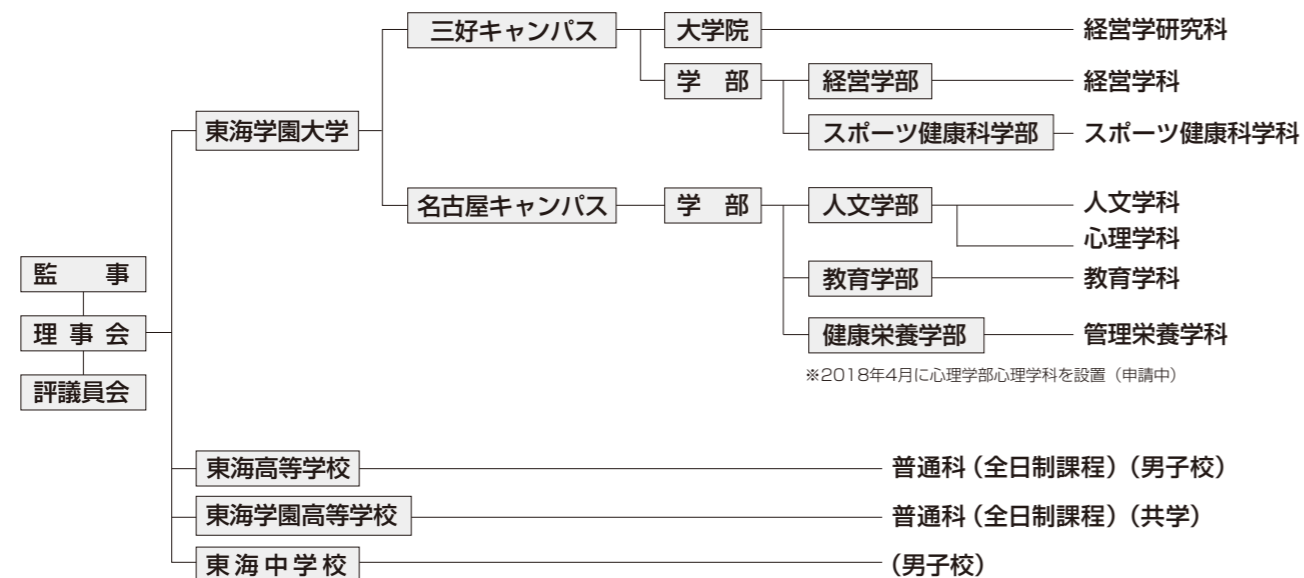 三好キャンパス 大学院 経営学研究科
学部 経営学部 経営学科
東海学園大学 スポーツ健康科学部 スポーツ健康科学科
名古屋キャンパス 学部 人文学部 人文学科
心理学科
監事 教育学部 教育学科
理事会 健康栄養学部 管理栄養学科
※2018年4月に心理学部心理学科を設置（申請中）
評議員会
東海高等学校 普通科（全日制課程）（男子校）
東海学園高等学校 普通科（全日制課程）（共学）
東海中学校 （男子校）